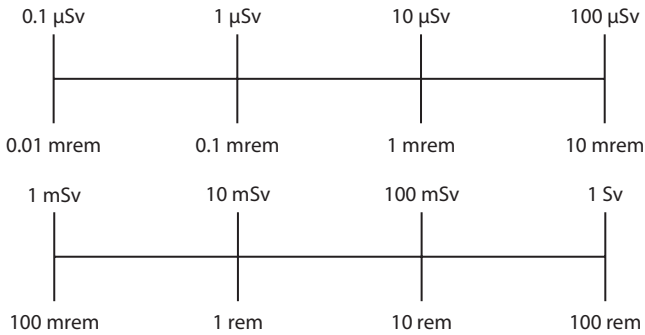 0.1 μSv 1 μSv 10 μSv 100 μSv
0.01 mrem 0.1 mrem 1 mrem 10 mrem
1 mSv 10 mSv 100 mSv 1 Sv
100 mrem 1 rem 10 rem 100 rem